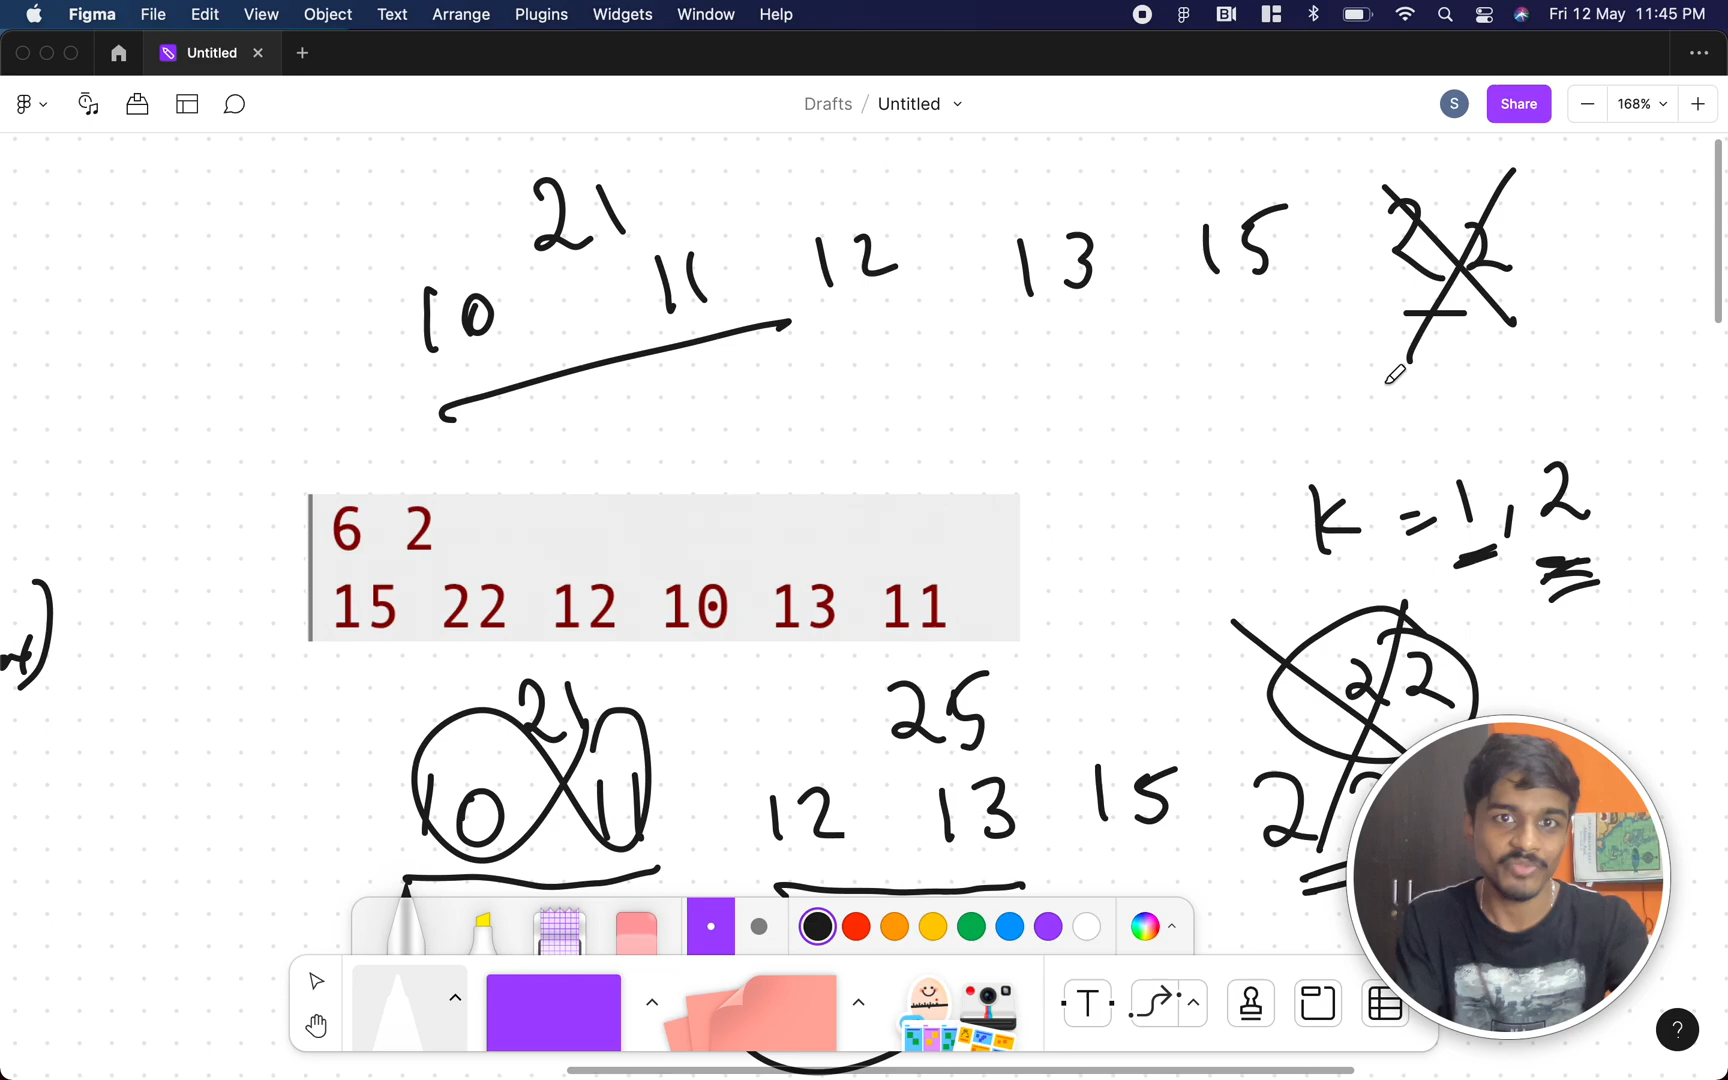 Figma File Edit View Object Text Arrange Plugins Widgets Window Help Fri 12 May 11:45 PM
Untitled
Drafts / Untitled S Share 168%
21
10 11 12 13 15 22
6 2
15 22 12 10 13 11
K = 1, 2
21 25 22
10 11 12 13 15 2
T
?